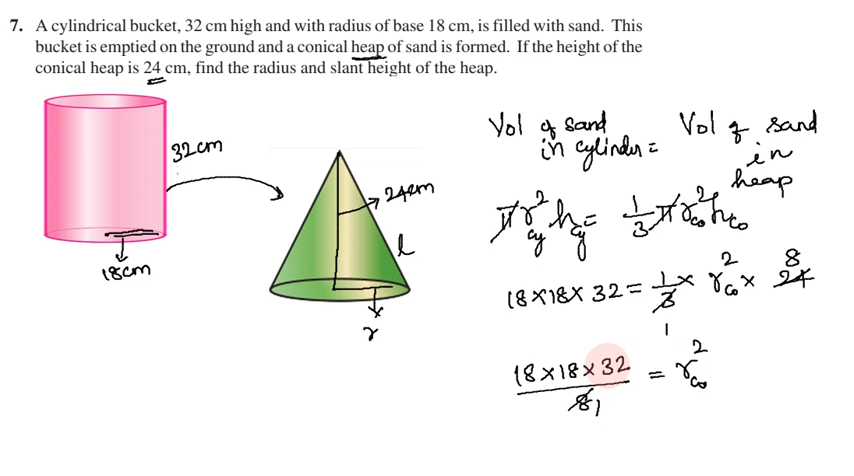 7. A cylindrical bucket, 32 cm high and with radius of base 18 cm, is filled with sand. This
bucket is emptied on the ground and a conical heap of sand is formed. If the height of the
conical heap is 24 cm, find the radius and slant height of the heap.
32cm
18cm
24cm
l
r
Vol of sand in cylinder = Vol of sand in heap
πr²cy hcy = 1/3 πr²co hco
18×18×32 = 1/3 × r²co × 24 8
1
18×18×32 / 8 1 = r²co